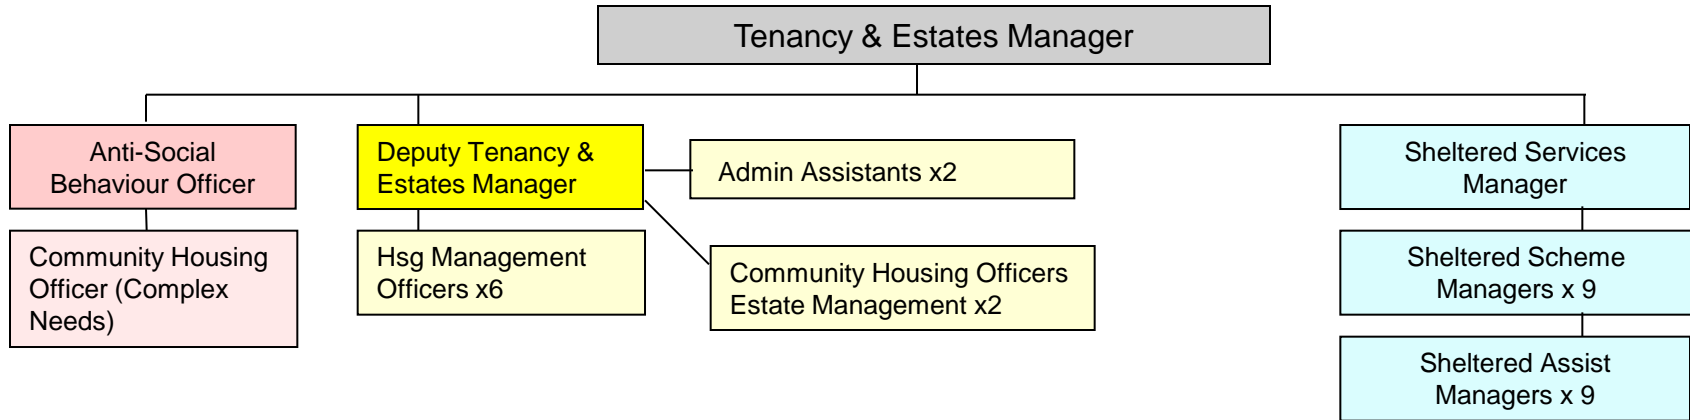 Tenancy & Estates Manager
Anti-Social
Behaviour Officer
Community Housing
Officer (Complex
Needs)
Deputy Tenancy &
Estates Manager
Hsg Management
Officers x6
Admin Assistants x2
Community Housing Officers
Estate Management x2
Sheltered Services
Manager
Sheltered Scheme
Managers x 9
Sheltered Assist
Managers x 9